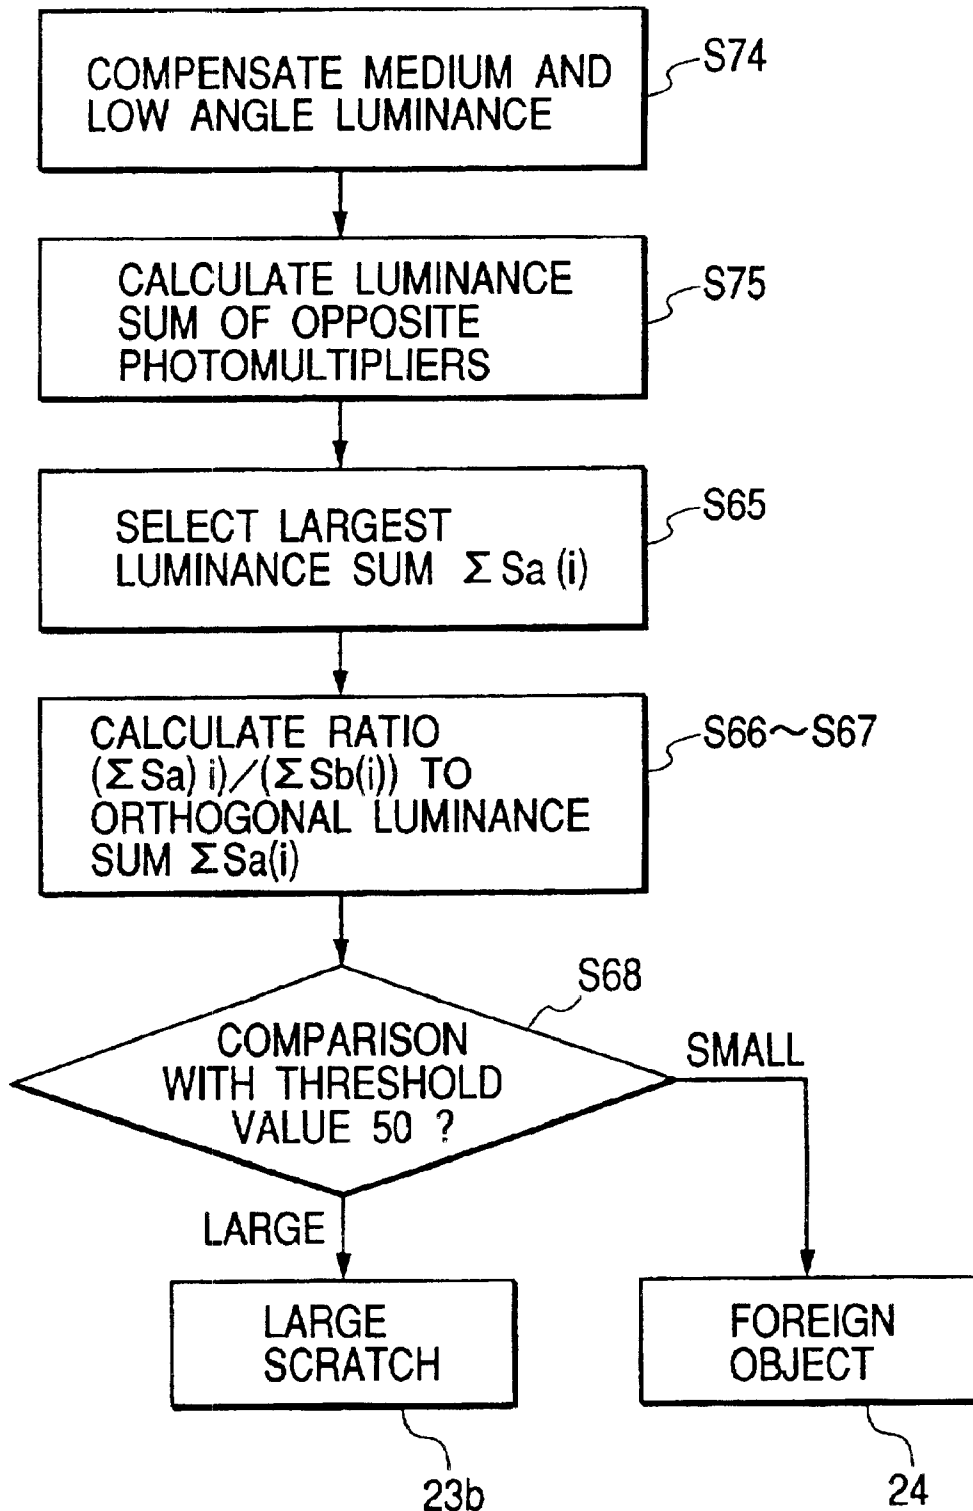 COMPENSATE MEDIUM AND
LOW ANGLE LUMINANCE
S74
CALCULATE LUMINANCE
SUM OF OPPOSITE
PHOTOMULTIPLIERS
S75
SELECT LARGEST
LUMINANCE SUM ΣSa(i)
S65
CALCULATE RATIO
(ΣSa)i)/(ΣSb(i)) TO
ORTHOGONAL LUMINANCE
SUM ΣSa(i)
S66~S67
COMPARISON
WITH THRESHOLD
VALUE 50 ?
S68
SMALL
LARGE
LARGE
SCRATCH
23b
FOREIGN
OBJECT
24